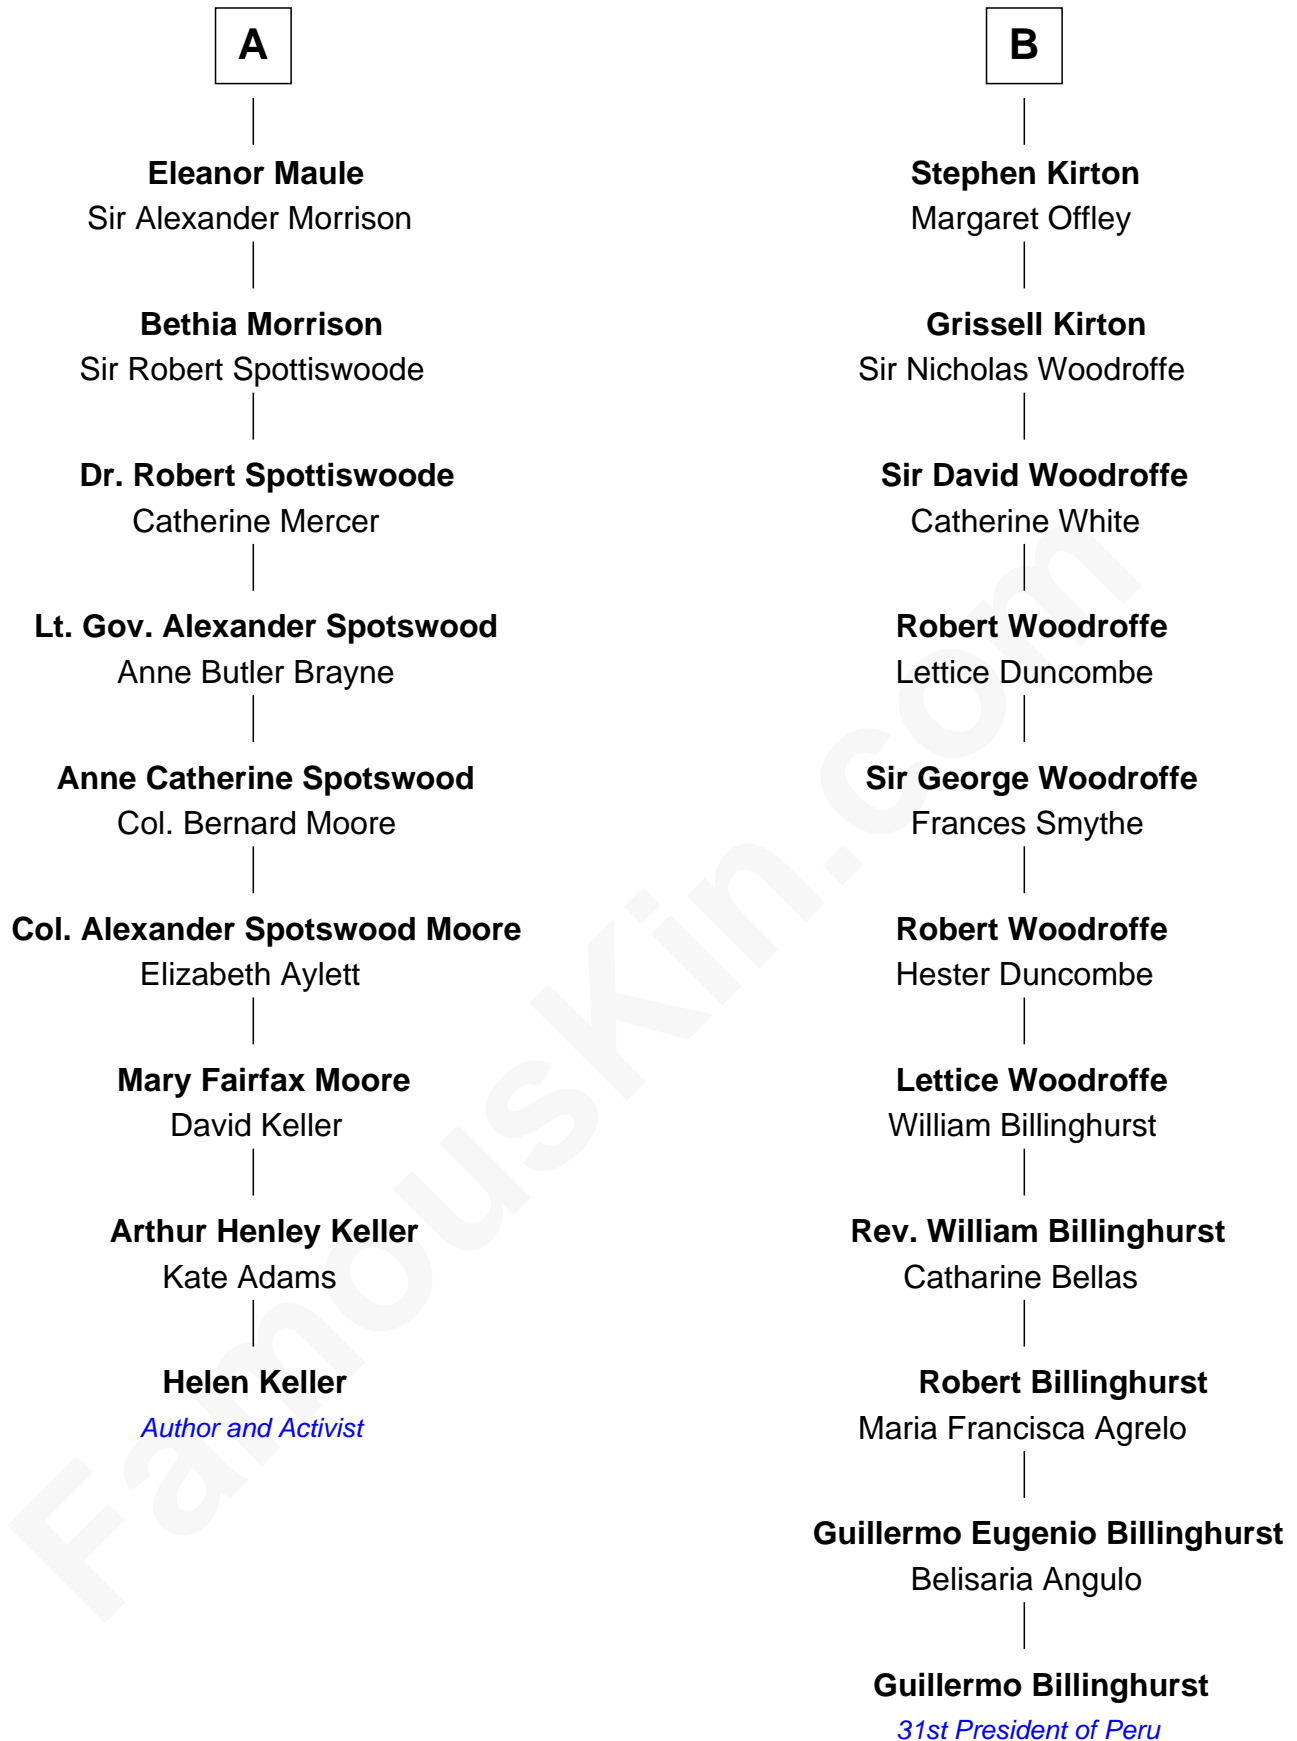 A
Eleanor Maule
Sir Alexander Morrison
Bethia Morrison
Sir Robert Spottiswoode
Dr. Robert Spottiswoode
Catherine Mercer
Lt. Gov. Alexander Spotswood
Anne Butler Brayne
Anne Catherine Spotswood
Col. Bernard Moore
Col. Alexander Spotswood Moore
Elizabeth Aylett
Mary Fairfax Moore
David Keller
Arthur Henley Keller
Kate Adams
Helen Keller
Author and Activist
B
Stephen Kirton
Margaret Offley
Grissell Kirton
Sir Nicholas Woodroffe
Sir David Woodroffe
Catherine White
Robert Woodroffe
Lettice Duncombe
Sir George Woodroffe
Frances Smythe
Robert Woodroffe
Hester Duncombe
Lettice Woodroffe
William Billinghurst
Rev. William Billinghurst
Catharine Bellas
Robert Billinghurst
Maria Francisca Agrelo
Guillermo Eugenio Billinghurst
Belisaria Angulo
Guillermo Billinghurst
31st President of Peru
FamousKin.com